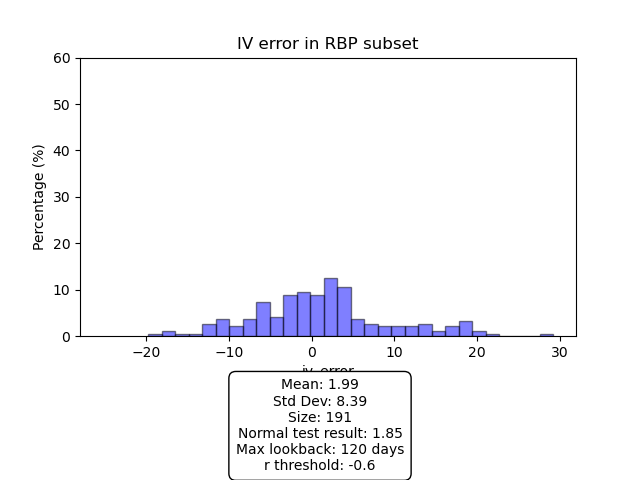 IV error in RBP subset
Percentage (%)
60
50
40
30
20
10
0
−20
−10
0
10
20
30
iv_error
Mean: 1.99
Std Dev: 8.39
Size: 191
Normal test result: 1.85
Max lookback: 120 days
r threshold: -0.6